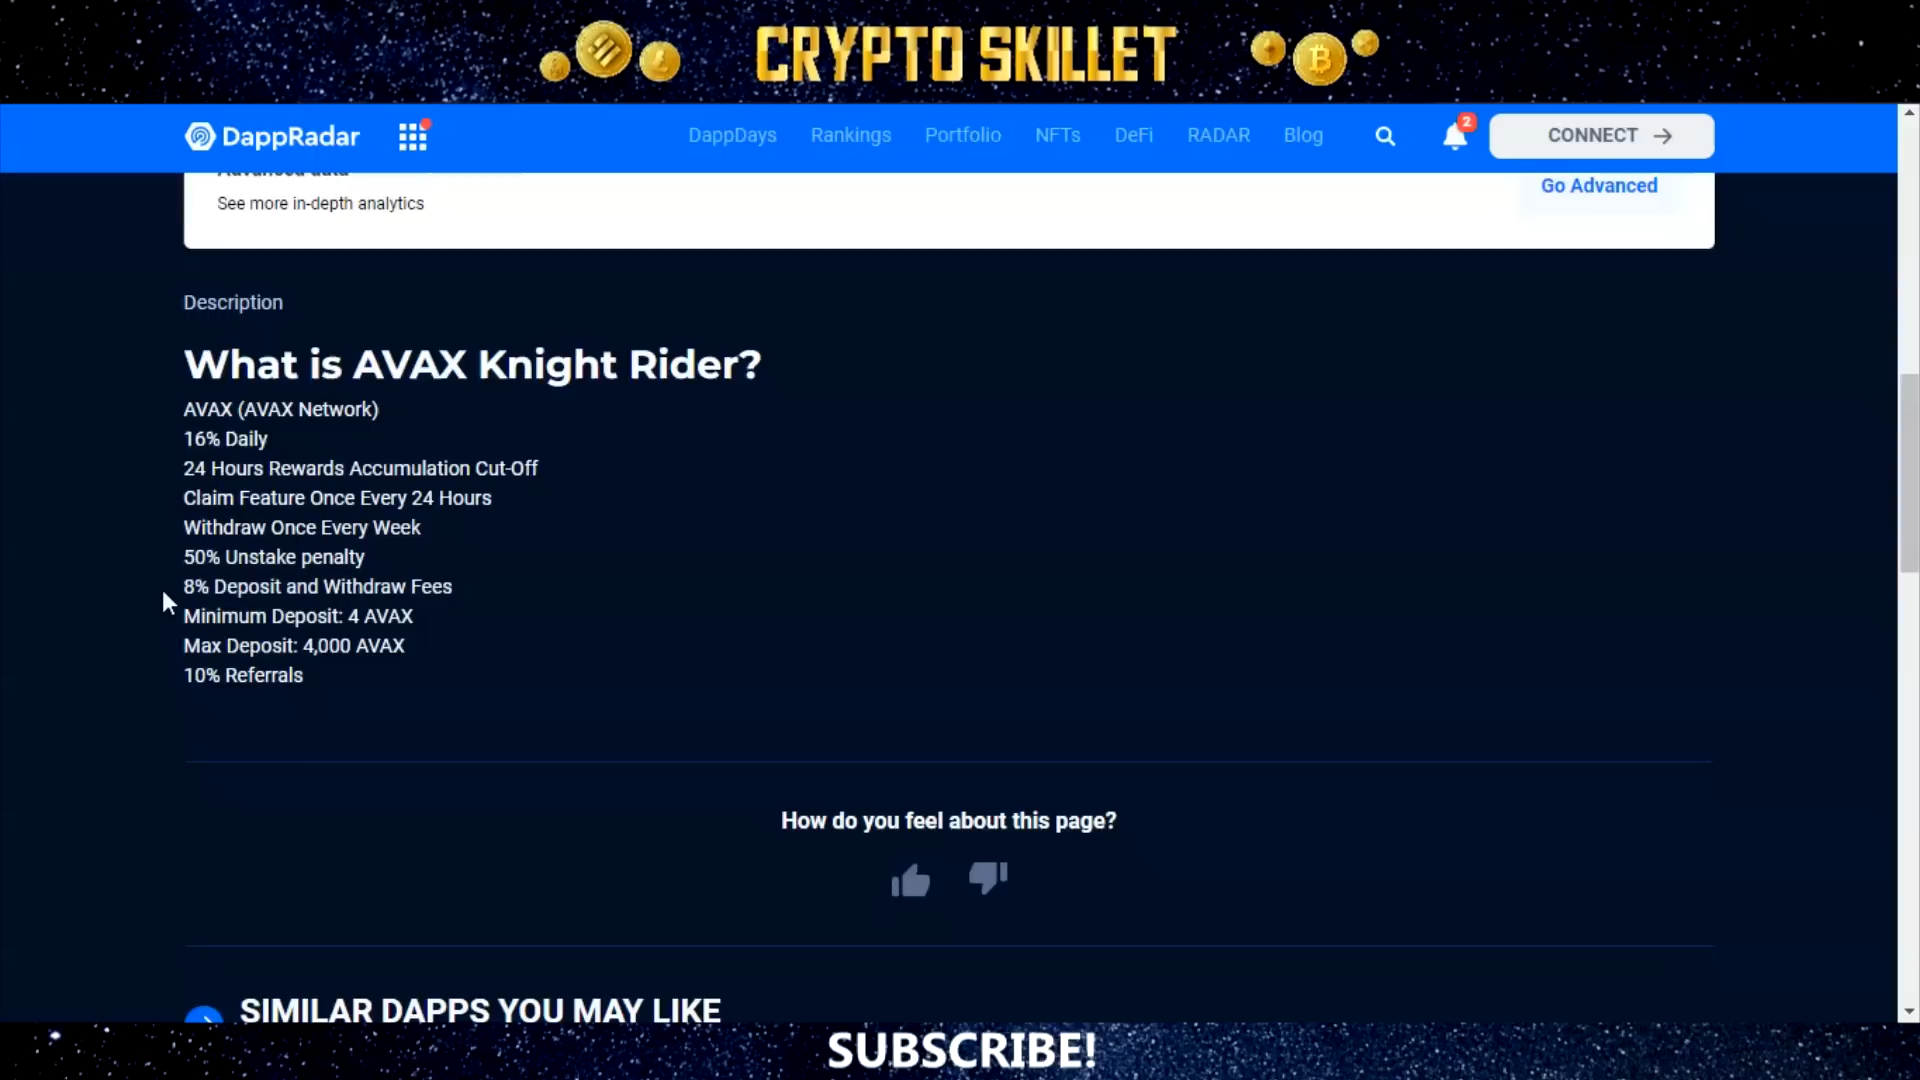 CRYPTO SKILLET
DappRadar
DappDays Rankings Portfolio NFTs DeFi RADAR Blog 2 CONNECT
Advanced data
See more in-depth analytics
Go Advanced
Description
What is AVAX Knight Rider?
AVAX (AVAX Network)
16% Daily
24 Hours Rewards Accumulation Cut-Off
Claim Feature Once Every 24 Hours
Withdraw Once Every Week
50% Unstake penalty
8% Deposit and Withdraw Fees
Minimum Deposit: 4 AVAX
Max Deposit: 4,000 AVAX
10% Referrals
How do you feel about this page?
SIMILAR DAPPS YOU MAY LIKE
SUBSCRIBE!